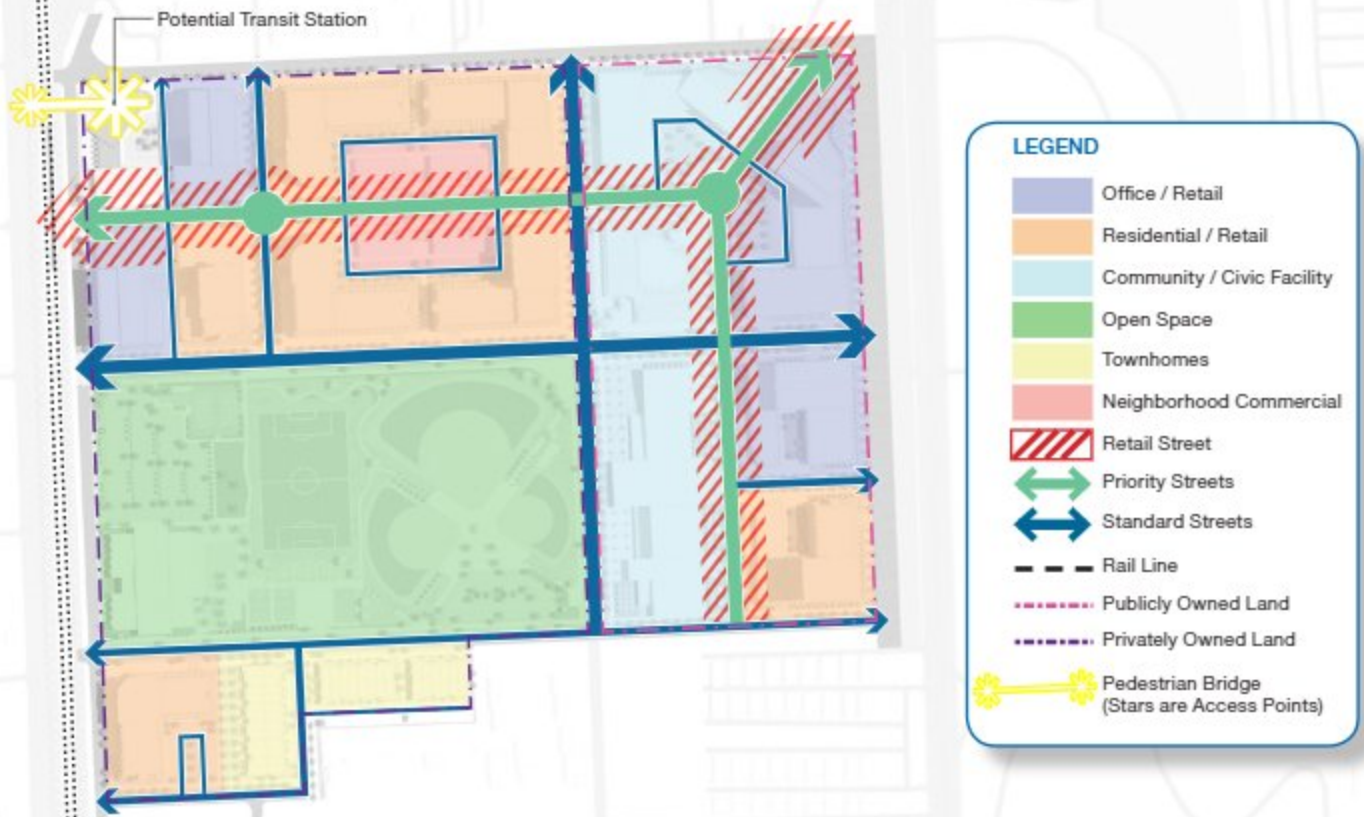 Potential Transit Station
LEGEND
Office / Retail
Residential / Retail
Community / Civic Facility
Open Space
Townhomes
Neighborhood Commercial
Retail Street
Priority Streets
Standard Streets
Rail Line
Publicly Owned Land
Privately Owned Land
Pedestrian Bridge
(Stars are Access Points)